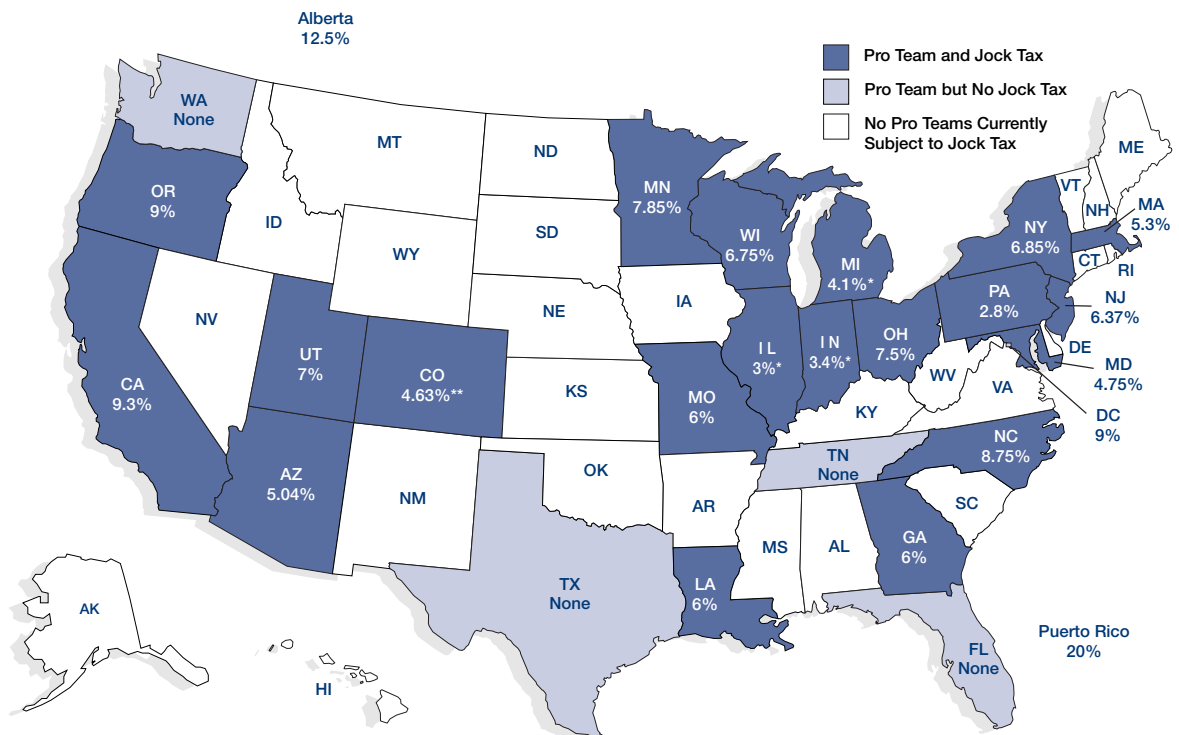 Alberta
12.5%
Pro Team and Jock Tax
Pro Team but No Jock Tax
No Pro Teams Currently
Subject to Jock Tax
WA
None
MT
ND
ME
OR
9%
ID
MN
7.85%
VT
NH
MA
5.3%
SD
WI
6.75%
NY
6.85%
WY
MI
4.1%*
CT
RI
NV
NE
IA
PA
2.8%
NJ
6.37%
UT
7%
CO
4.63%**
I L
3%*
I N
3.4%*
OH
7.5%
DE
CA
9.3%
KS
MO
6%
WV
VA
MD
4.75%
KY
DC
9%
AZ
5.04%
NM
OK
TN
None
NC
8.75%
AR
SC
MS
AL
GA
6%
TX
None
LA
6%
AK
HI
FL
None
Puerto Rico
20%